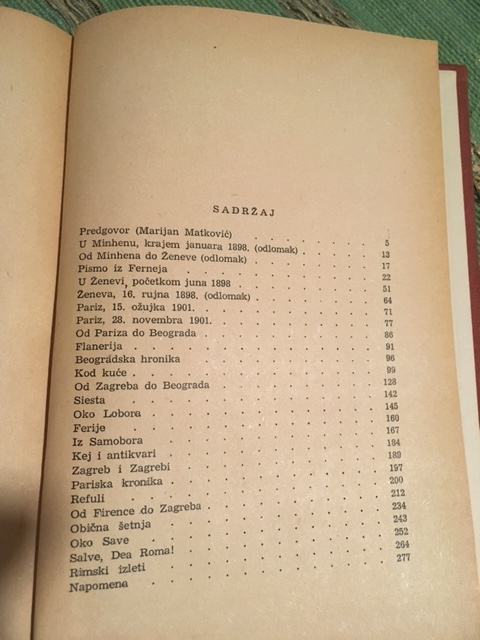 SADRŽAJ
Predgovor (Marijan Matković) . . . . . . 5
U Minhenu, krajem januara 1898. (odlomak) . . . . 13
Od Minhena do Ženeve (odlomak) . . . . . . 17
Pismo iz Ferneja . . . . . . . . 22
U Ženevi, početkom juna 1898 . . . . . . 51
Ženeva, 16. rujna 1898. (odlomak) . . . . . . 64
Pariz, 15. ožujka 1901. . . . . . . . 71
Pariz, 28. novembra 1901. . . . . . . . 77
Od Pariza do Beograda . . . . . . . 86
Flanerija . . . . . . . . . 91
Beogradska hronika . . . . . . . 96
Kod kuće . . . . . . . . . 99
Od Zagreba do Beograda . . . . . . . 128
Siesta . . . . . . . . . 142
Oko Lobora . . . . . . . . 145
Ferije . . . . . . . . . 160
Iz Samobora . . . . . . . . 167
Kej i antikvari . . . . . . . . 184
Zagreb i Zagrebi . . . . . . . . 189
Pariska kronika . . . . . . . . 197
Refuli . . . . . . . . . 200
Od Firence do Zagreba . . . . . . . 212
Obična šetnja . . . . . . . . 234
Oko Save . . . . . . . . 243
Salve, Dea Roma! . . . . . . . . 252
Rimski izleti . . . . . . . . 264
Napomena . . . . . . . . 277